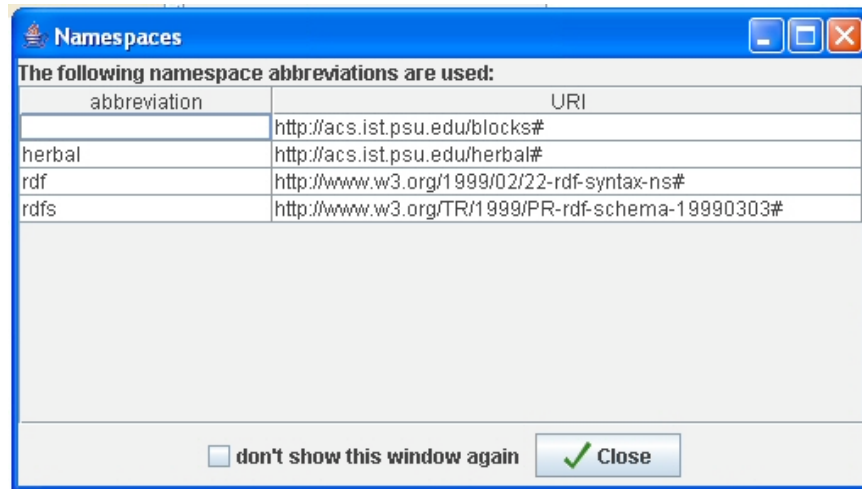 Namespaces
The following namespace abbreviations are used:
abbreviation URI
http://acs.ist.psu.edu/blocks#
herbal http://acs.ist.psu.edu/herbal#
rdf http://www.w3.org/1999/02/22-rdf-syntax-ns#
rdfs http://www.w3.org/TR/1999/PR-rdf-schema-19990303#
don't show this window again Close